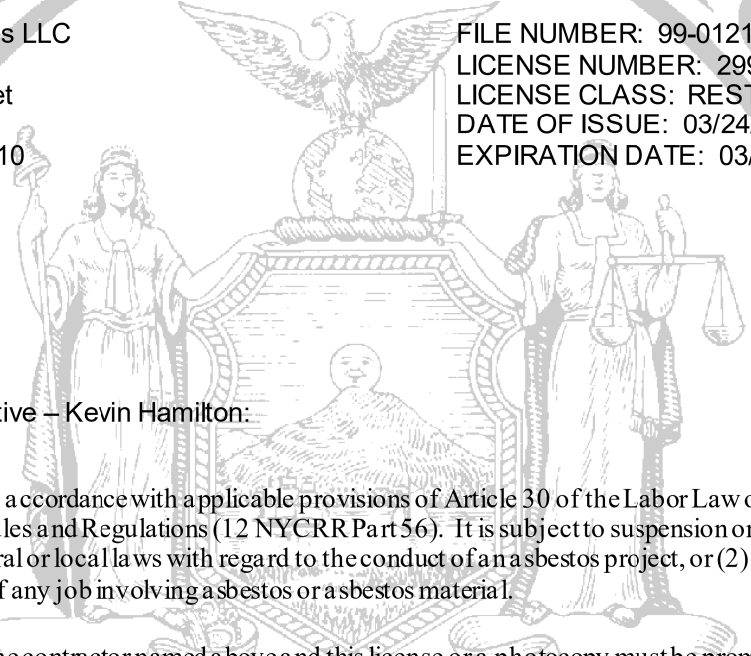 s LLC
FILE NUMBER: 99-0121
LICENSE NUMBER: 299
et
LICENSE CLASS: REST
DATE OF ISSUE: 03/24
10
EXPIRATION DATE: 03/
tive – Kevin Hamilton:
accordance with applicable provisions of Article 30 of the Labor Law o
ules and Regulations (12 NYCRR Part 56). It is subject to suspension or
ral or local laws with regard to the conduct of an asbestos project, or (2)
f any job involving asbestos or asbestos material.
he contractor named above and this license or a photocopy must be prop